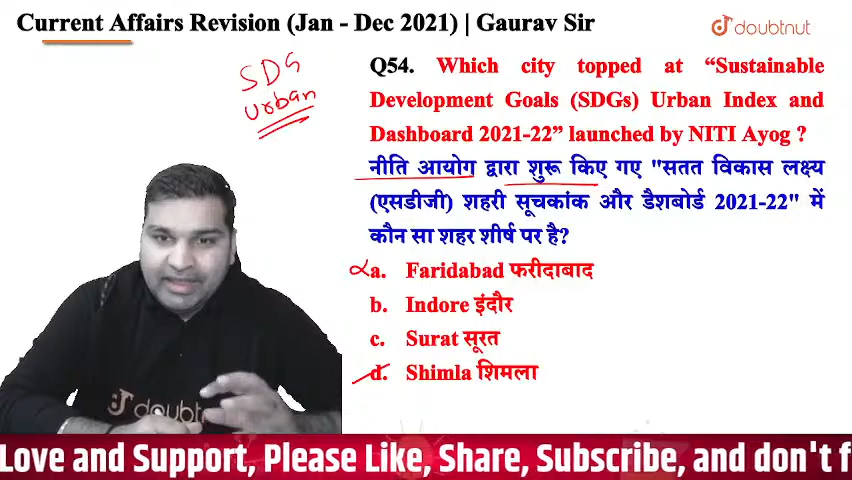 Current Affairs Revision (Jan - Dec 2021) | Gaurav Sir
doubtnut
SDG
Urban
Q54. Which city topped at “Sustainable
Development Goals (SDGs) Urban Index and
Dashboard 2021-22” launched by NITI Ayog ?
नीति आयोग द्वारा शुरू किए गए "सतत विकास लक्ष्य
(एसडीजी) शहरी सूचकांक और डैशबोर्ड 2021-22" में
कौन सा शहर शीर्ष पर है?
a. Faridabad फरीदाबाद
b. Indore इंदौर
c. Surat सूरत
d. Shimla शिमला
doubtnut
Love and Support, Please Like, Share, Subscribe, and don't f